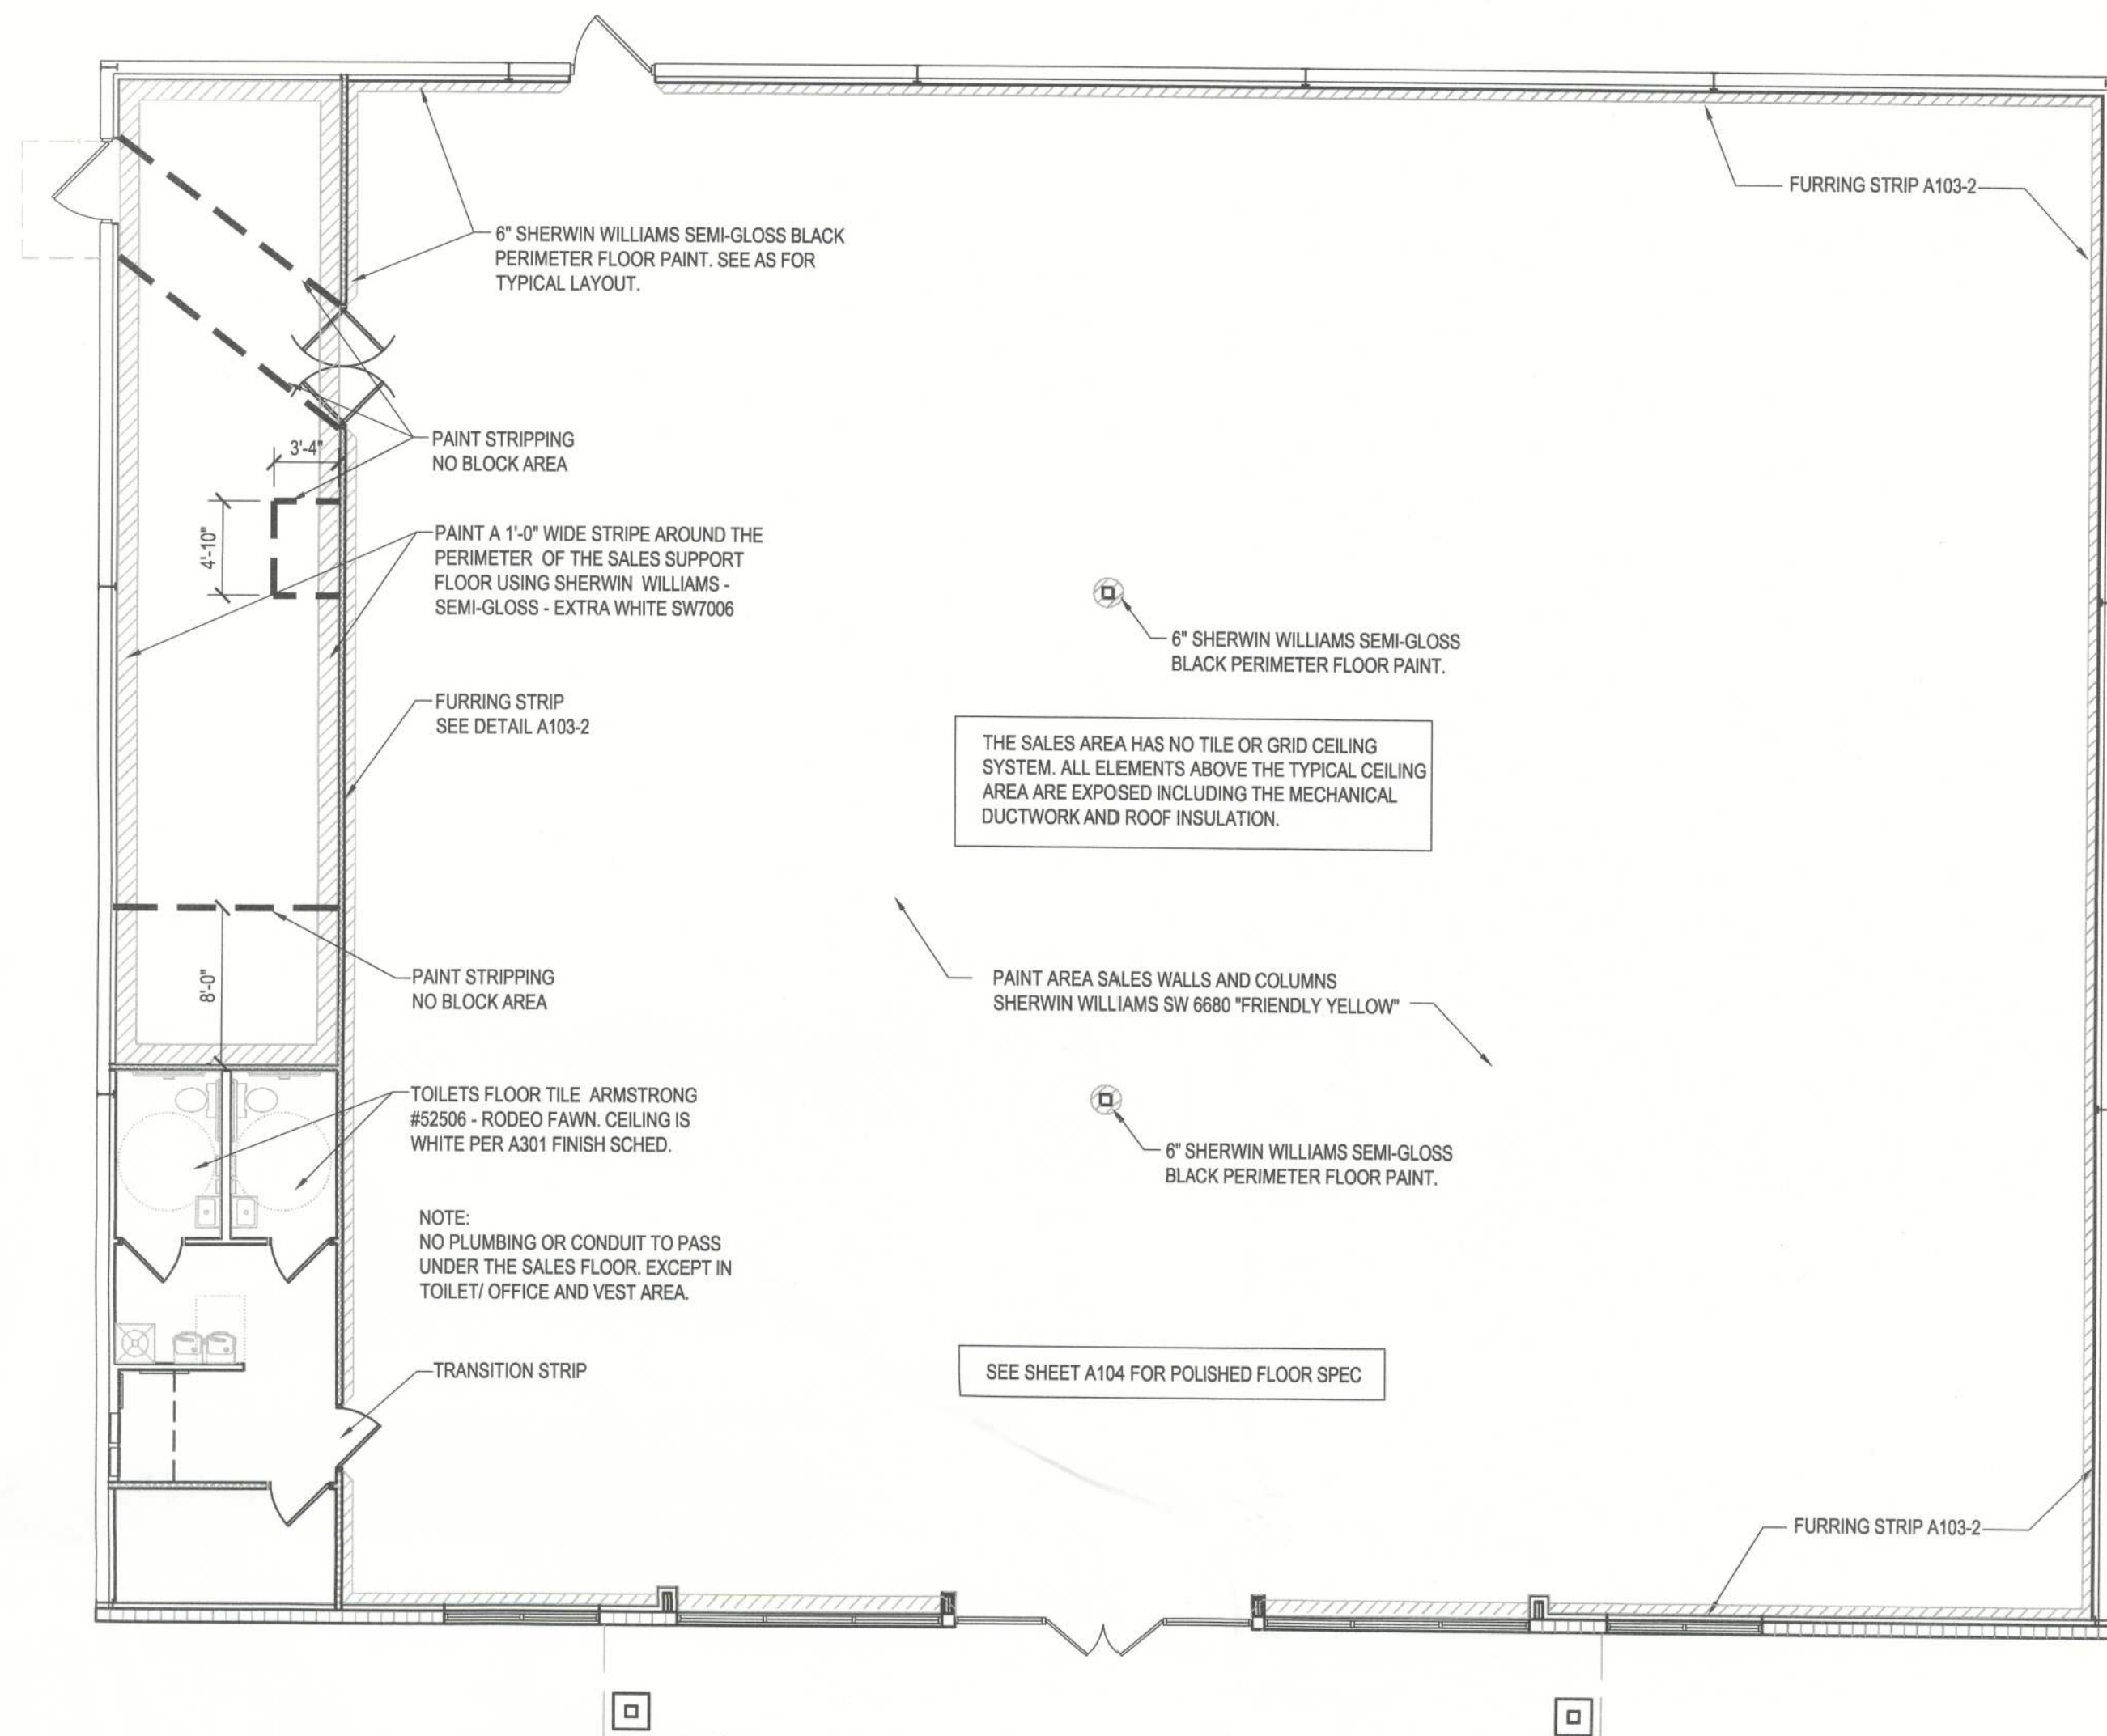 FURRING STRIP A103-2
6" SHERWIN WILLIAMS SEMI-GLOSS BLACK
PERIMETER FLOOR PAINT. SEE AS FOR
TYPICAL LAYOUT.
PAINT STRIPPING
NO BLOCK AREA
3'-4"
4'-10"
PAINT A 1'-0" WIDE STRIPE AROUND THE
PERIMETER OF THE SALES SUPPORT
FLOOR USING SHERWIN WILLIAMS -
SEMI-GLOSS - EXTRA WHITE SW7006
6" SHERWIN WILLIAMS SEMI-GLOSS
BLACK PERIMETER FLOOR PAINT.
FURRING STRIP
SEE DETAIL A103-2
THE SALES AREA HAS NO TILE OR GRID CEILING
SYSTEM. ALL ELEMENTS ABOVE THE TYPICAL CEILING
AREA ARE EXPOSED INCLUDING THE MECHANICAL
DUCTWORK AND ROOF INSULATION.
8'-0"
PAINT STRIPPING
NO BLOCK AREA
PAINT AREA SALES WALLS AND COLUMNS
SHERWIN WILLIAMS SW 6680 "FRIENDLY YELLOW"
TOILETS FLOOR TILE ARMSTRONG
#52506 - RODEO FAWN. CEILING IS
WHITE PER A301 FINISH SCHED.
6" SHERWIN WILLIAMS SEMI-GLOSS
BLACK PERIMETER FLOOR PAINT.
NOTE:
NO PLUMBING OR CONDUIT TO PASS
UNDER THE SALES FLOOR. EXCEPT IN
TOILET/ OFFICE AND VEST AREA.
TRANSITION STRIP
SEE SHEET A104 FOR POLISHED FLOOR SPEC
FURRING STRIP A103-2